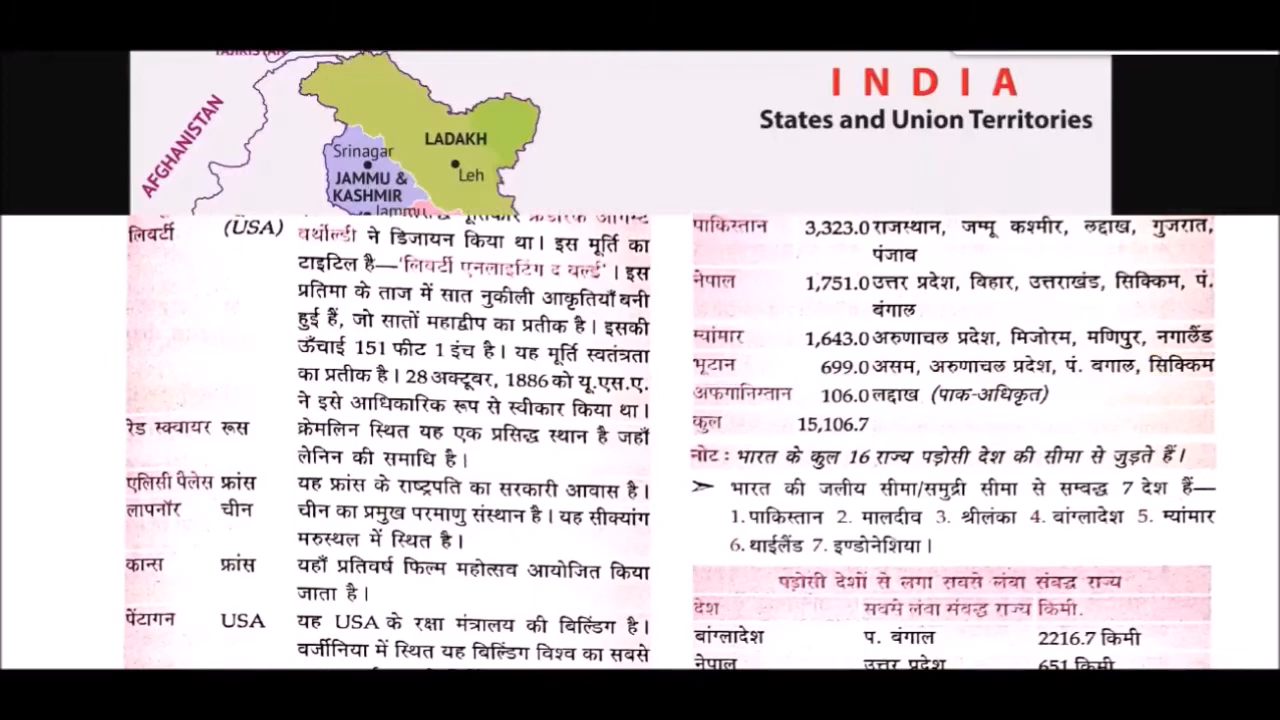 AFGHANISTAN
LADAKH
Srinagar
Leh
JAMMU &
KASHMIR
INDIA
States and Union Territories
लिबर्टी (USA) बर्थोल्डी ने डिजायन किया था। इस मूर्ति का
टाइटिल है—'लिबर्टी एनलाइटिंग द वर्ल्ड'। इस
प्रतिमा के ताज में सात नुकीली आकृतियाँ बनी
हुई हैं, जो सातों महाद्वीप का प्रतीक है। इसकी
ऊँचाई 151 फीट 1 इंच है। यह मूर्ति स्वतंत्रता
का प्रतीक है। 28 अक्टूबर, 1886 को यू.एस.ए.
ने इसे आधिकारिक रूप से स्वीकार किया था।
रेड स्क्वायर रूस क्रेमलिन स्थित यह एक प्रसिद्ध स्थान है जहाँ
लेनिन की समाधि है।
एलिसी पैलेस फ्रांस यह फ्रांस के राष्ट्रपति का सरकारी आवास है।
लापनॉर चीन चीन का प्रमुख परमाणु संस्थान है। यह सीक्यांग
मरुस्थल में स्थित है।
कान्स फ्रांस यहाँ प्रतिवर्ष फिल्म महोत्सव आयोजित किया
जाता है।
पेंटागन USA यह USA के रक्षा मंत्रालय की बिल्डिंग है।
वर्जीनिया में स्थित यह बिल्डिंग विश्व का सबसे
पाकिस्तान 3,323.0 राजस्थान, जम्मू कश्मीर, लद्दाख, गुजरात,
पंजाब
नेपाल 1,751.0 उत्तर प्रदेश, बिहार, उत्तराखंड, सिक्किम, पं.
बंगाल
म्यांमार 1,643.0 अरुणाचल प्रदेश, मिजोरम, मणिपुर, नगालैंड
भूटान 699.0 असम, अरुणाचल प्रदेश, पं. बगाल, सिक्किम
अफगानिस्तान 106.0 लद्दाख (पाक-अधिकृत)
कुल 15,106.7
नोट : भारत के कुल 16 राज्य पड़ोसी देश की सीमा से जुड़ते हैं।
➢ भारत की जलीय सीमा/समुद्री सीमा से सम्बद्ध 7 देश हैं—
1. पाकिस्तान 2. मालदीव 3. श्रीलंका 4. बांग्लादेश 5. म्यांमार
6. थाईलैंड 7. इण्डोनेशिया।
पड़ोसी देशों से लगा सबसे लंबा संबद्ध राज्य
देश सबसे लंबा संबद्ध राज्य किमी.
बांग्लादेश प. बंगाल 2216.7 किमी
नेपाल उत्तर प्रदेश 651 किमी